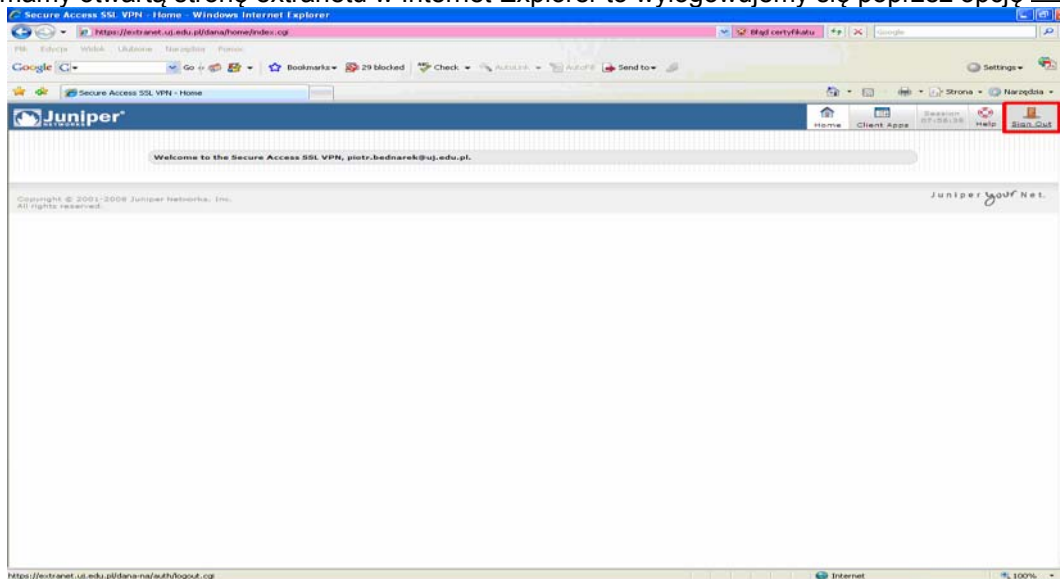 mamy otwartą stronę extranetu w Internet Explorer to wylogowujemy się poprzez opcję
Secure Access SSL VPN - Home - Windows Internet Explorer
https://extranet.uj.edu.pl/dana/home/index.cgi Błąd certyfikatu Google
Plik Edycja Widok Ulubione Narzędzia Pomoc
Google G Go Bookmarks 29 blocked Check AutoLink AutoFill Send to Settings
Secure Access SSL VPN - Home Strona Narzędzia
Juniper NETWORKS
Home Client Apps Session 07:58:38 Help Sign Out
Welcome to the Secure Access SSL VPN, piotr.bednarek@uj.edu.pl.
Copyright © 2001-2008 Juniper Networks, Inc.
All rights reserved.
Juniper your Net.
https://extranet.uj.edu.pl/dana-na/auth/logout.cgi Internet 100%